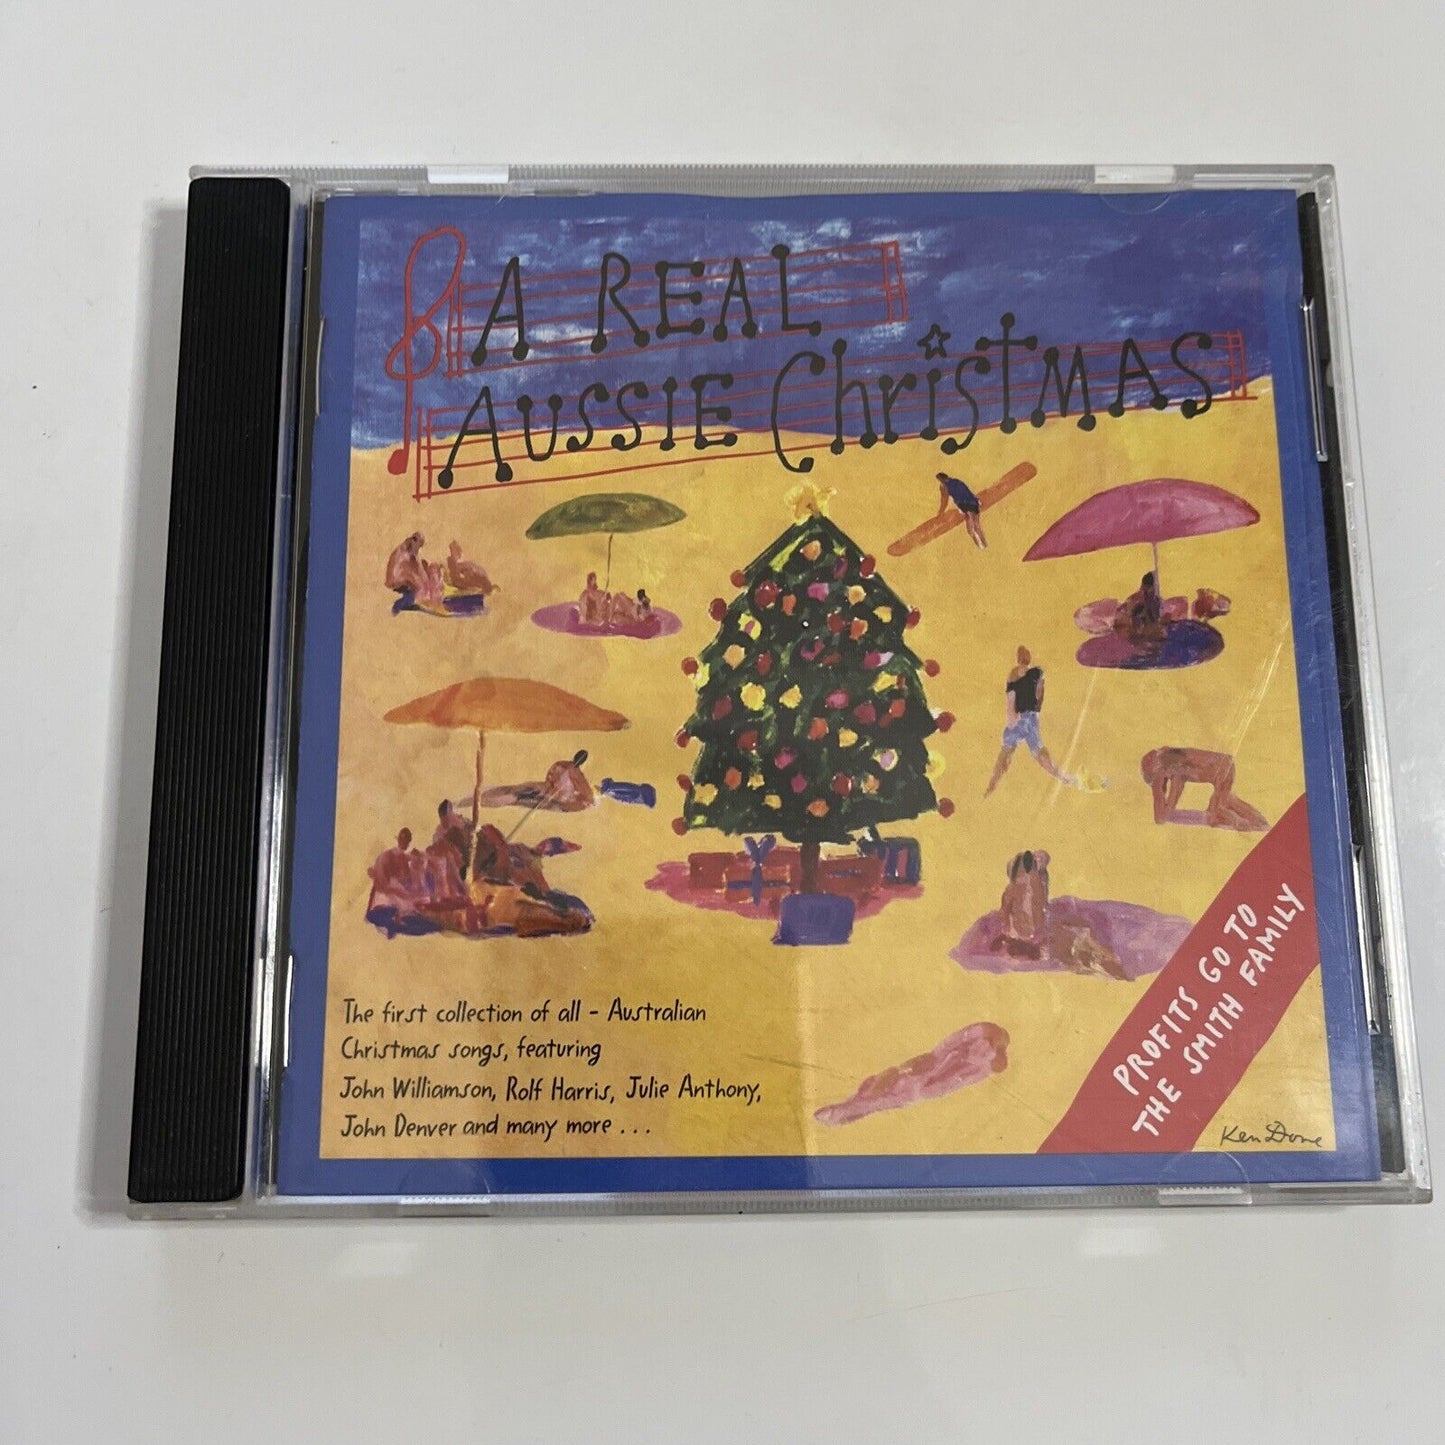 A REAL
AUSSIE Christmas
The first collection of all - Australian
Christmas songs, featuring
John Williamson, Rolf Harris, Julie Anthony,
John Denver and many more . . .
PROFITS GO TO
THE SMITH FAMILY
Ken Done